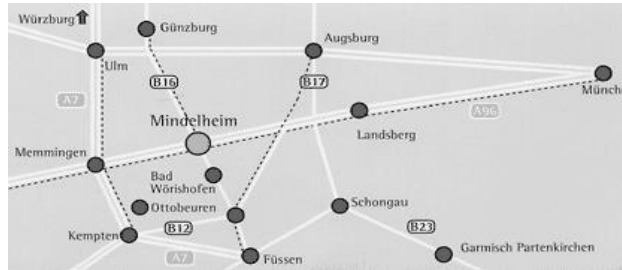 Würzburg
Günzburg
Augsburg
Ulm
B16
B17
Münch
A7
Mindelheim
A96
Landsberg
Memmingen
Bad
Wörishofen
Ottobeuren
Schongau
B12
B23
Kempten
A7
Füssen
Garmisch Partenkirchen